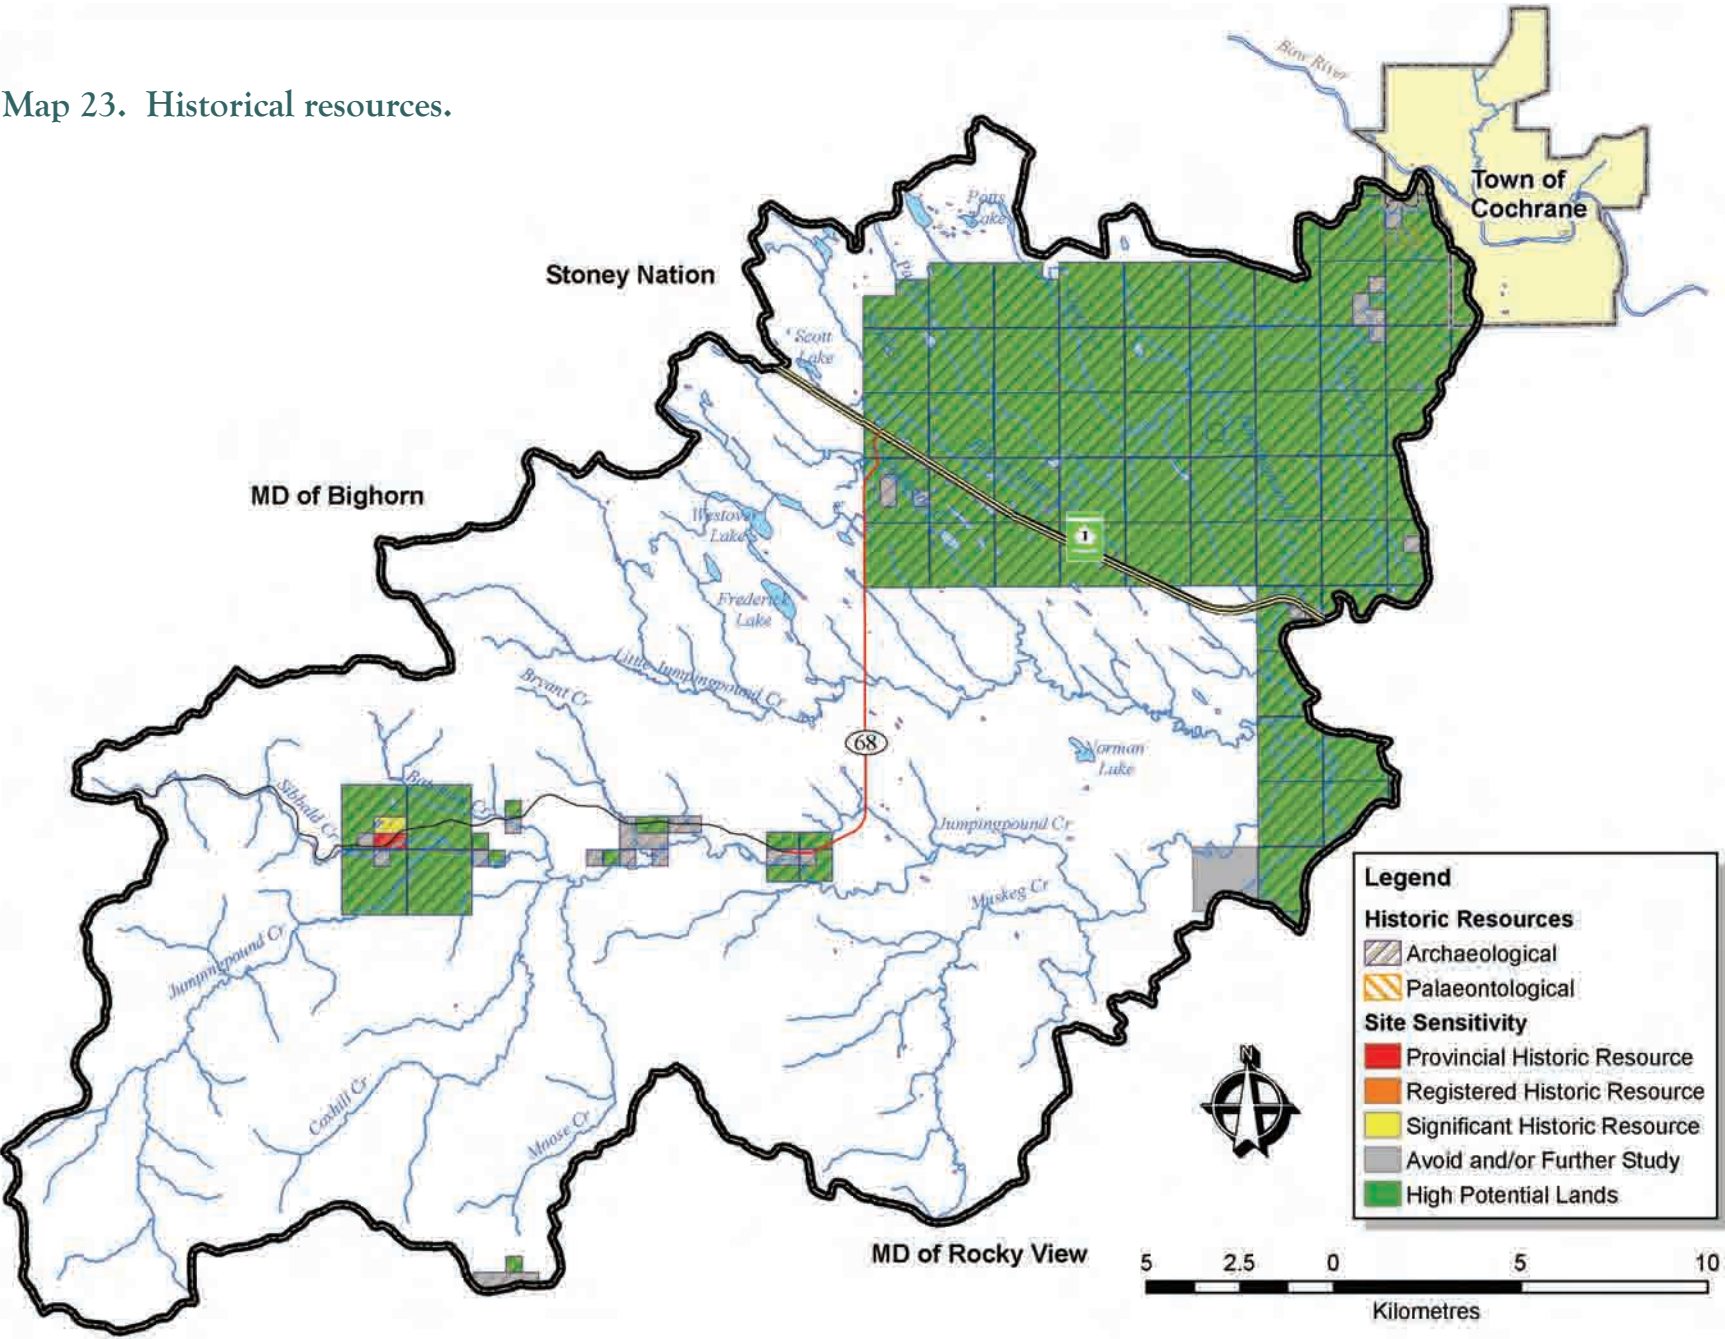 Map 23. Historical resources.
Bow River
Town of
Cochrane
Potts
Lake
Stoney Nation
Scott
Lake
MD of Bighorn
Westover
Lake
1
Frederick
Lake
Little Jumpingpound Cr
Bryant Cr
68
Norman
Lake
Sibbald Cr
Jumpingpound Cr
Muskeg Cr
Jumpingpound Cr
Coxhill Cr
Moose Cr
MD of Rocky View
Legend
Historic Resources
Archaeological
Palaeontological
Site Sensitivity
Provincial Historic Resource
Registered Historic Resource
Significant Historic Resource
Avoid and/or Further Study
High Potential Lands
N
5 2.5 0 5 10
Kilometres